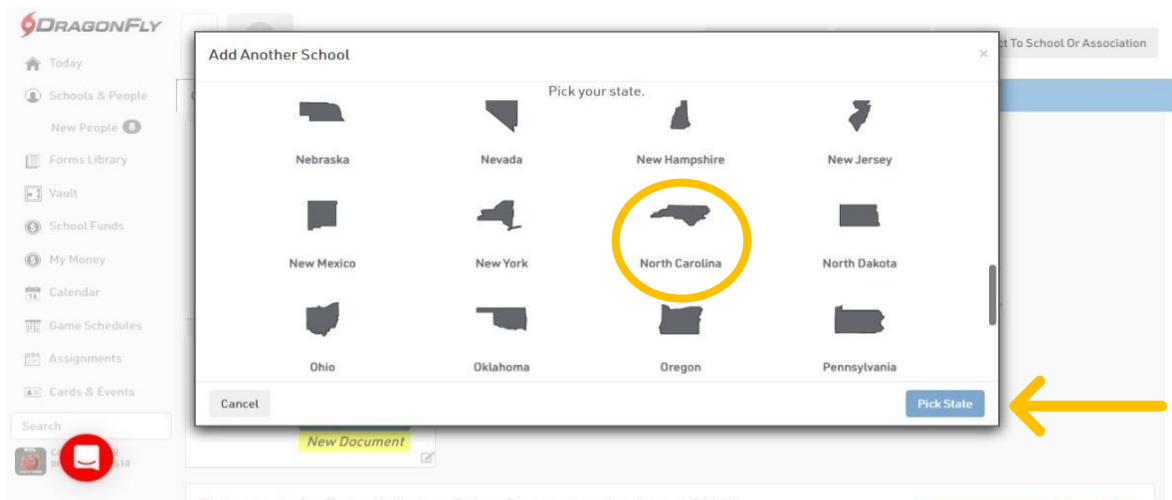 DRAGONFLY
Today
Schools & People
New People 8
Forms Library
Vault
School Funds
My Money
Calendar
Game Schedules
Assignments
Cards & Events
Search
ct To School Or Association
Add Another School
×
Pick your state.
Nebraska Nevada New Hampshire New Jersey
New Mexico New York North Carolina North Dakota
Ohio Oklahoma Oregon Pennsylvania
Cancel Pick State
New Document